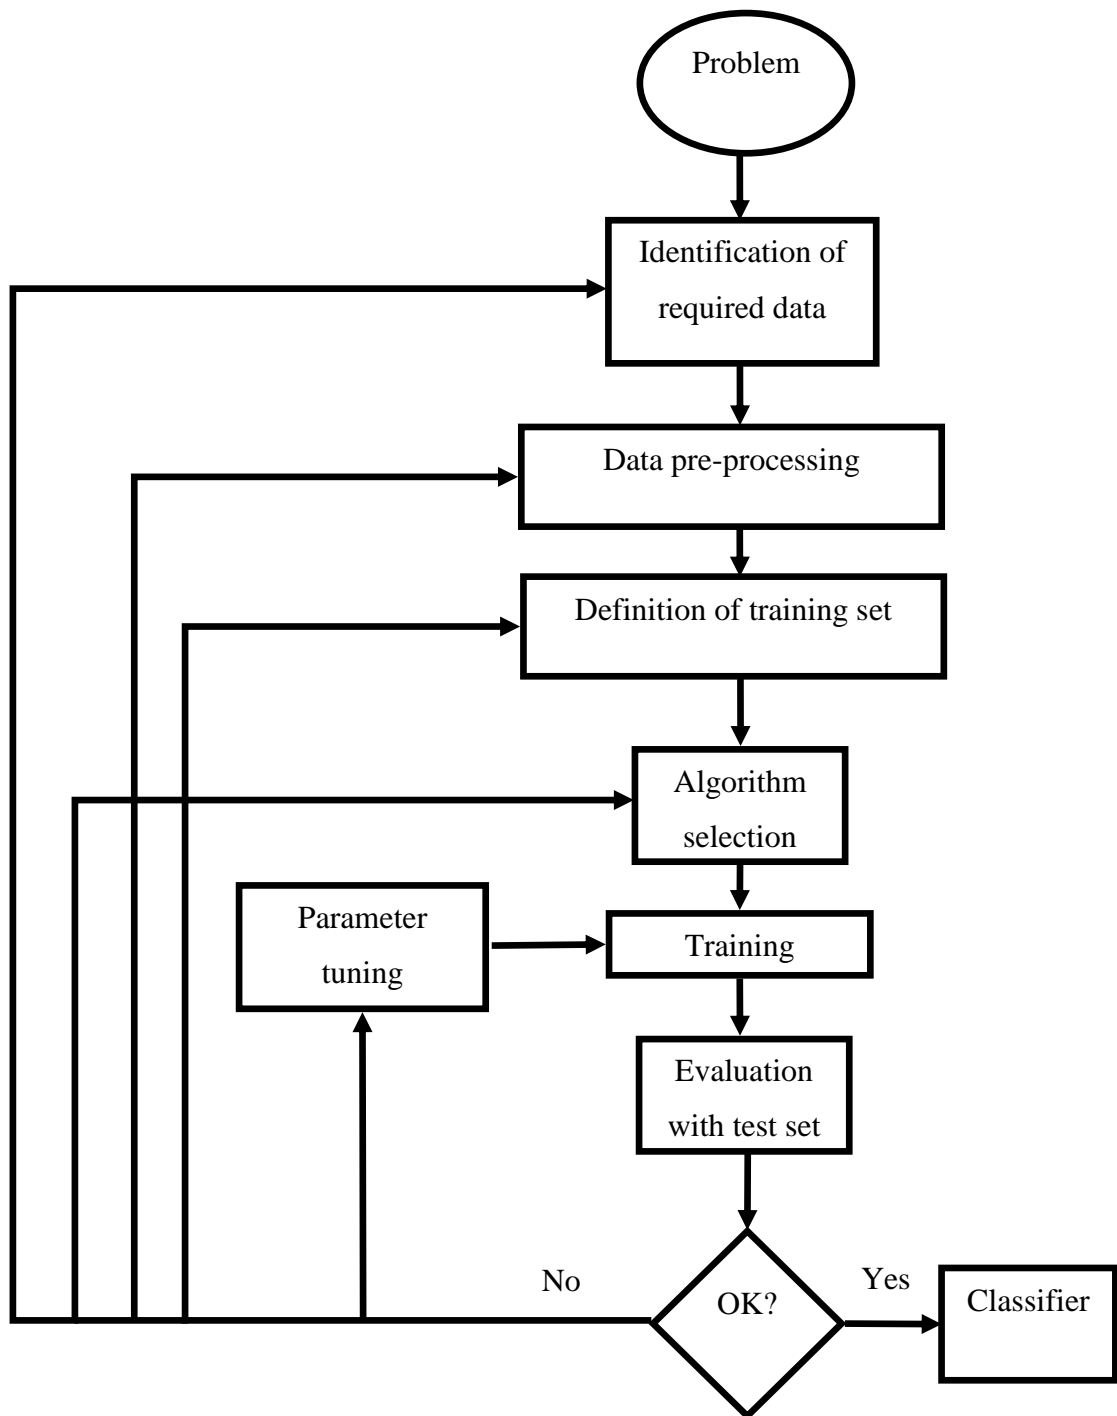 Problem
Identification of
required data
Data pre-processing
Definition of training set
Algorithm
selection
Parameter
tuning
Training
Evaluation
with test set
No
OK?
Yes
Classifier